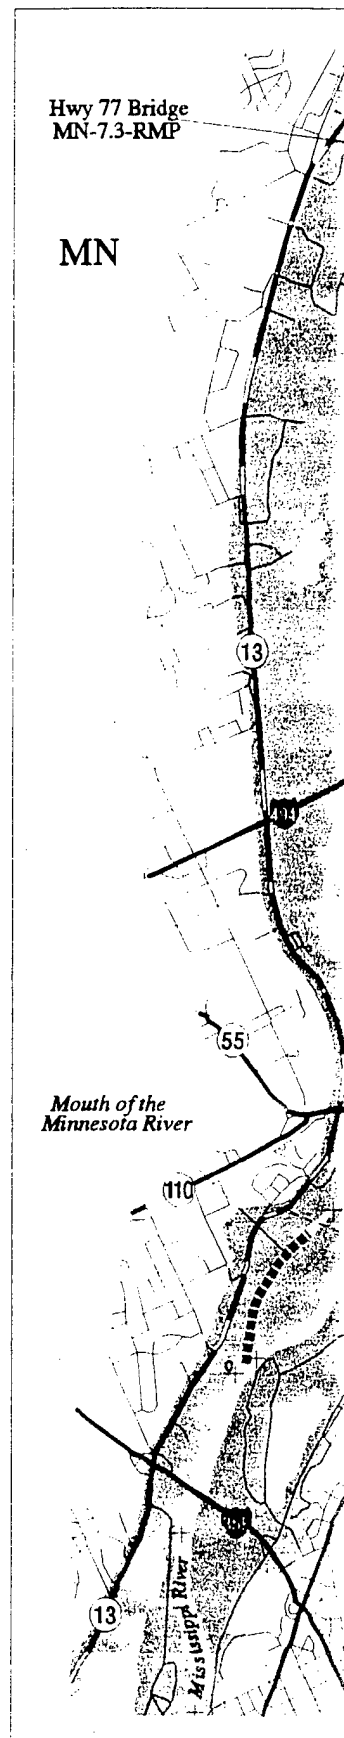 Hwy 77 Bridge
MN-7.3-RMP
MN
13
494
55
Mouth of the
Minnesota River
110
13
Mississippi River